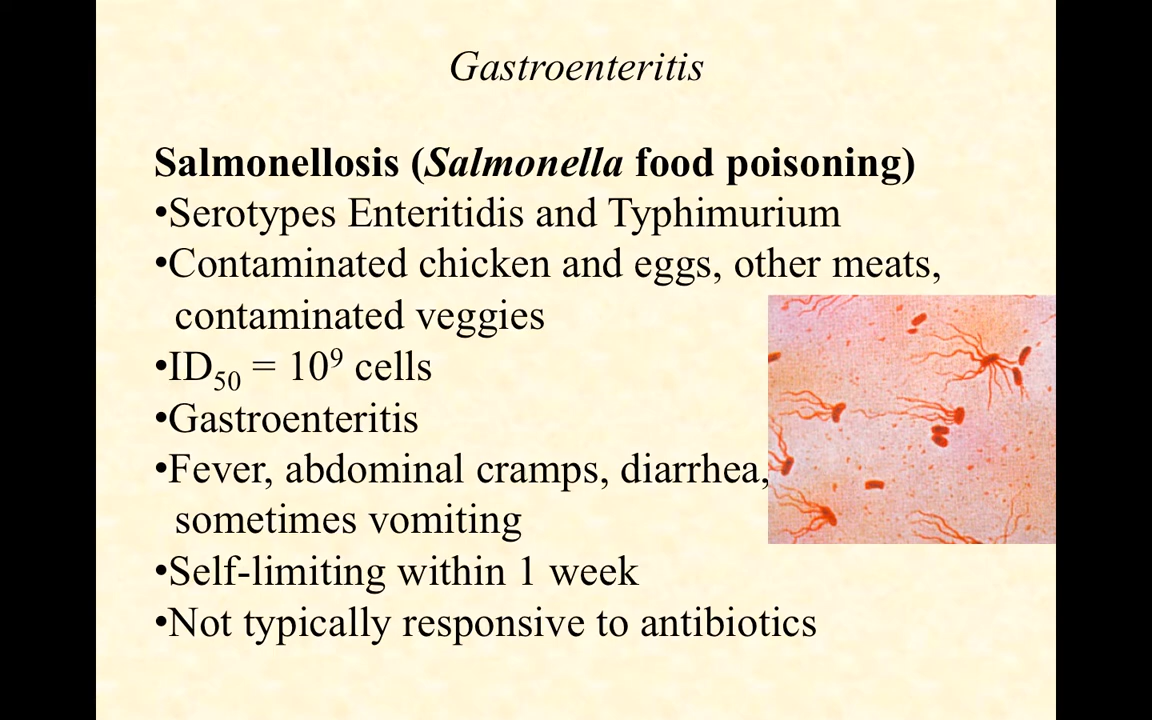 Gastroenteritis
Salmonellosis (Salmonella food poisoning)
•Serotypes Enteritidis and Typhimurium
•Contaminated chicken and eggs, other meats,
contaminated veggies
•ID₅₀ = 10⁹ cells
•Gastroenteritis
•Fever, abdominal cramps, diarrhea,
sometimes vomiting
•Self-limiting within 1 week
•Not typically responsive to antibiotics